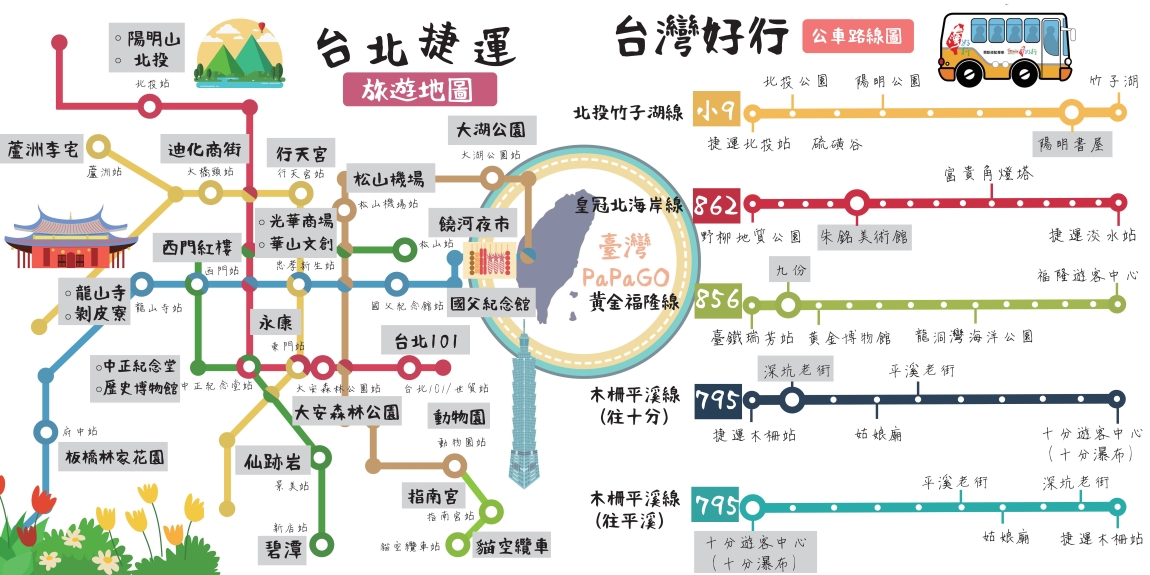 台北捷運
旅遊地圖
陽明山
北投
北投站
蘆洲李宅
蘆洲站
迪化商街
大橋頭站
行天宮
行天宮站
大湖公園
大湖公園站
松山機場
松山機場站
光華商場
華山文創
忠孝新生站
饒河夜市
松山站
西門紅樓
西門站
龍山寺
剝皮寮
龍山寺站
國父紀念館站
國父紀念館
永康
東門站
台北101
台北101/世貿站
中正紀念堂
歷史博物館
中正紀念堂站
大安森林公園站
大安森林公園
動物園
動物園站
府中站
板橋林家花園
仙跡岩
景美站
指南宮
指南宮站
新店站
碧潭
貓空纜車站
貓空纜車
臺灣
PaPaGO
台灣好行
公車路線圖
北投竹子湖線
小9
北投公園
陽明公園
竹子湖
捷運北投站
硫磺谷
陽明書屋
皇冠北海岸線
862
富貴角燈塔
野柳地質公園
朱銘美術館
捷運淡水站
黃金福隆線
856
九份
福隆遊客中心
臺鐵瑞芳站
黃金博物館
龍洞灣海洋公園
木柵平溪線
(往十分)
795
深坑老街
平溪老街
捷運木柵站
姑娘廟
十分遊客中心
(十分瀑布)
木柵平溪線
(往平溪)
795
平溪老街
深坑老街
十分遊客中心
(十分瀑布)
姑娘廟
捷運木柵站